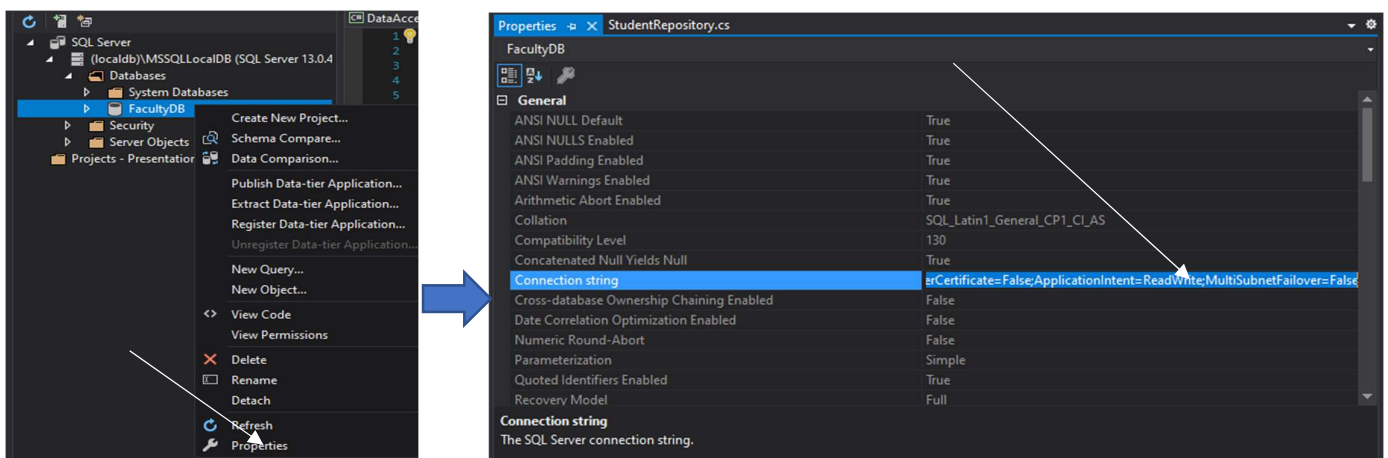 DataAcce
SQL Server
(localdb)\MSSQLLocalDB (SQL Server 13.0.4
Databases
System Databases
FacultyDB
Security
Server Objects
Projects - Presentation
1
2
3
4
5
Create New Project...
Schema Compare...
Data Comparison...
Publish Data-tier Application...
Extract Data-tier Application...
Register Data-tier Application...
Unregister Data-tier Application...
New Query...
New Object...
View Code
View Permissions
Delete
Rename
Detach
Refresh
Properties
Properties StudentRepository.cs
FacultyDB
General
ANSI NULL Default True
ANSI NULLS Enabled True
ANSI Padding Enabled True
ANSI Warnings Enabled True
Arithmetic Abort Enabled True
Collation SQL_Latin1_General_CP1_CI_AS
Compatibility Level 130
Concatenated Null Yields Null True
Connection string erCertificate=False;ApplicationIntent=ReadWrite;MultiSubnetFailover=False
Cross-database Ownership Chaining Enabled False
Date Correlation Optimization Enabled False
Numeric Round-Abort False
Parameterization Simple
Quoted Identifiers Enabled True
Recovery Model Full
Connection string
The SQL Server connection string.